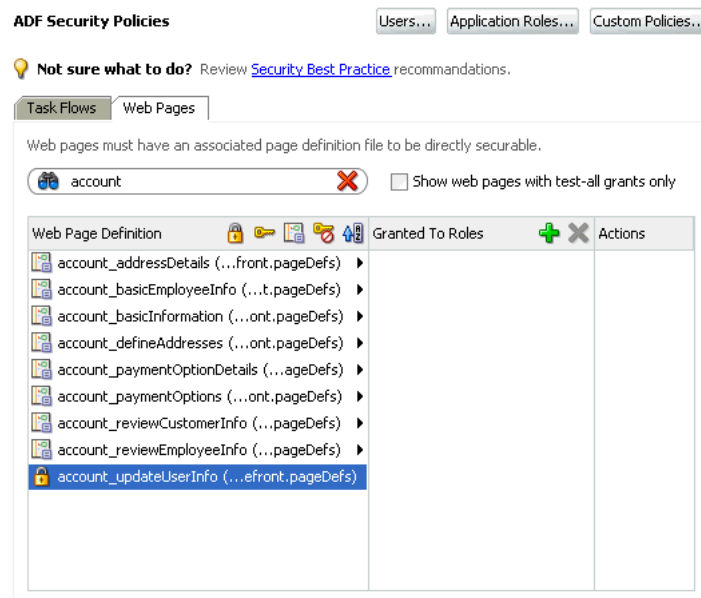 ADF Security Policies Users... Application Roles... Custom Policies..
Not sure what to do? Review Security Best Practice recommandations.
Task Flows Web Pages
Web pages must have an associated page definition file to be directly securable.
account Show web pages with test-all grants only
Web Page Definition Granted To Roles Actions
account_addressDetails (...front.pageDefs)
account_basicEmployeeInfo (...t.pageDefs)
account_basicInformation (...ont.pageDefs)
account_defineAddresses (...ont.pageDefs)
account_paymentOptionDetails (...ageDefs)
account_paymentOptions (...ont.pageDefs)
account_reviewCustomerInfo (...pageDefs)
account_reviewEmployeeInfo (...pageDefs)
account_updateUserInfo (...efront.pageDefs)